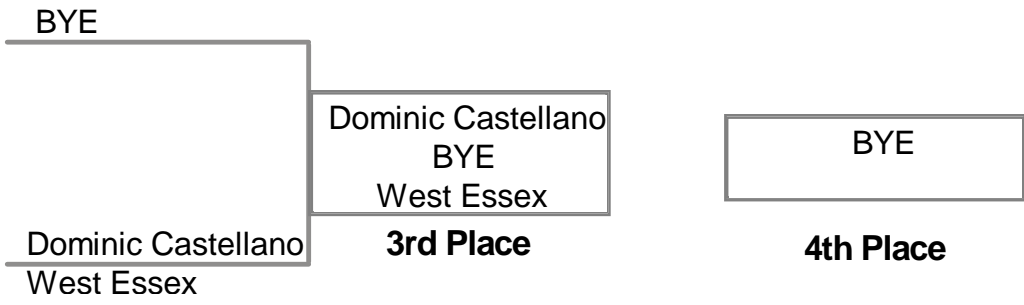 BYE
Dominic Castellano
West Essex
Dominic Castellano
BYE
West Essex
3rd Place
BYE
4th Place